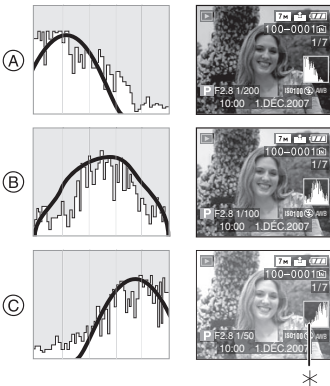 A
7M
100-0001
1/7
P F2.8 1/200 ISO100 AWB
10:00 1.DEC.2007
B
7M
100-0001
1/7
P F2.8 1/100 ISO100 AWB
10:00 1.DEC.2007
C
7M
100-0001
1/7
P F2.8 1/50 ISO100 AWB
10:00 1.DEC.2007
*